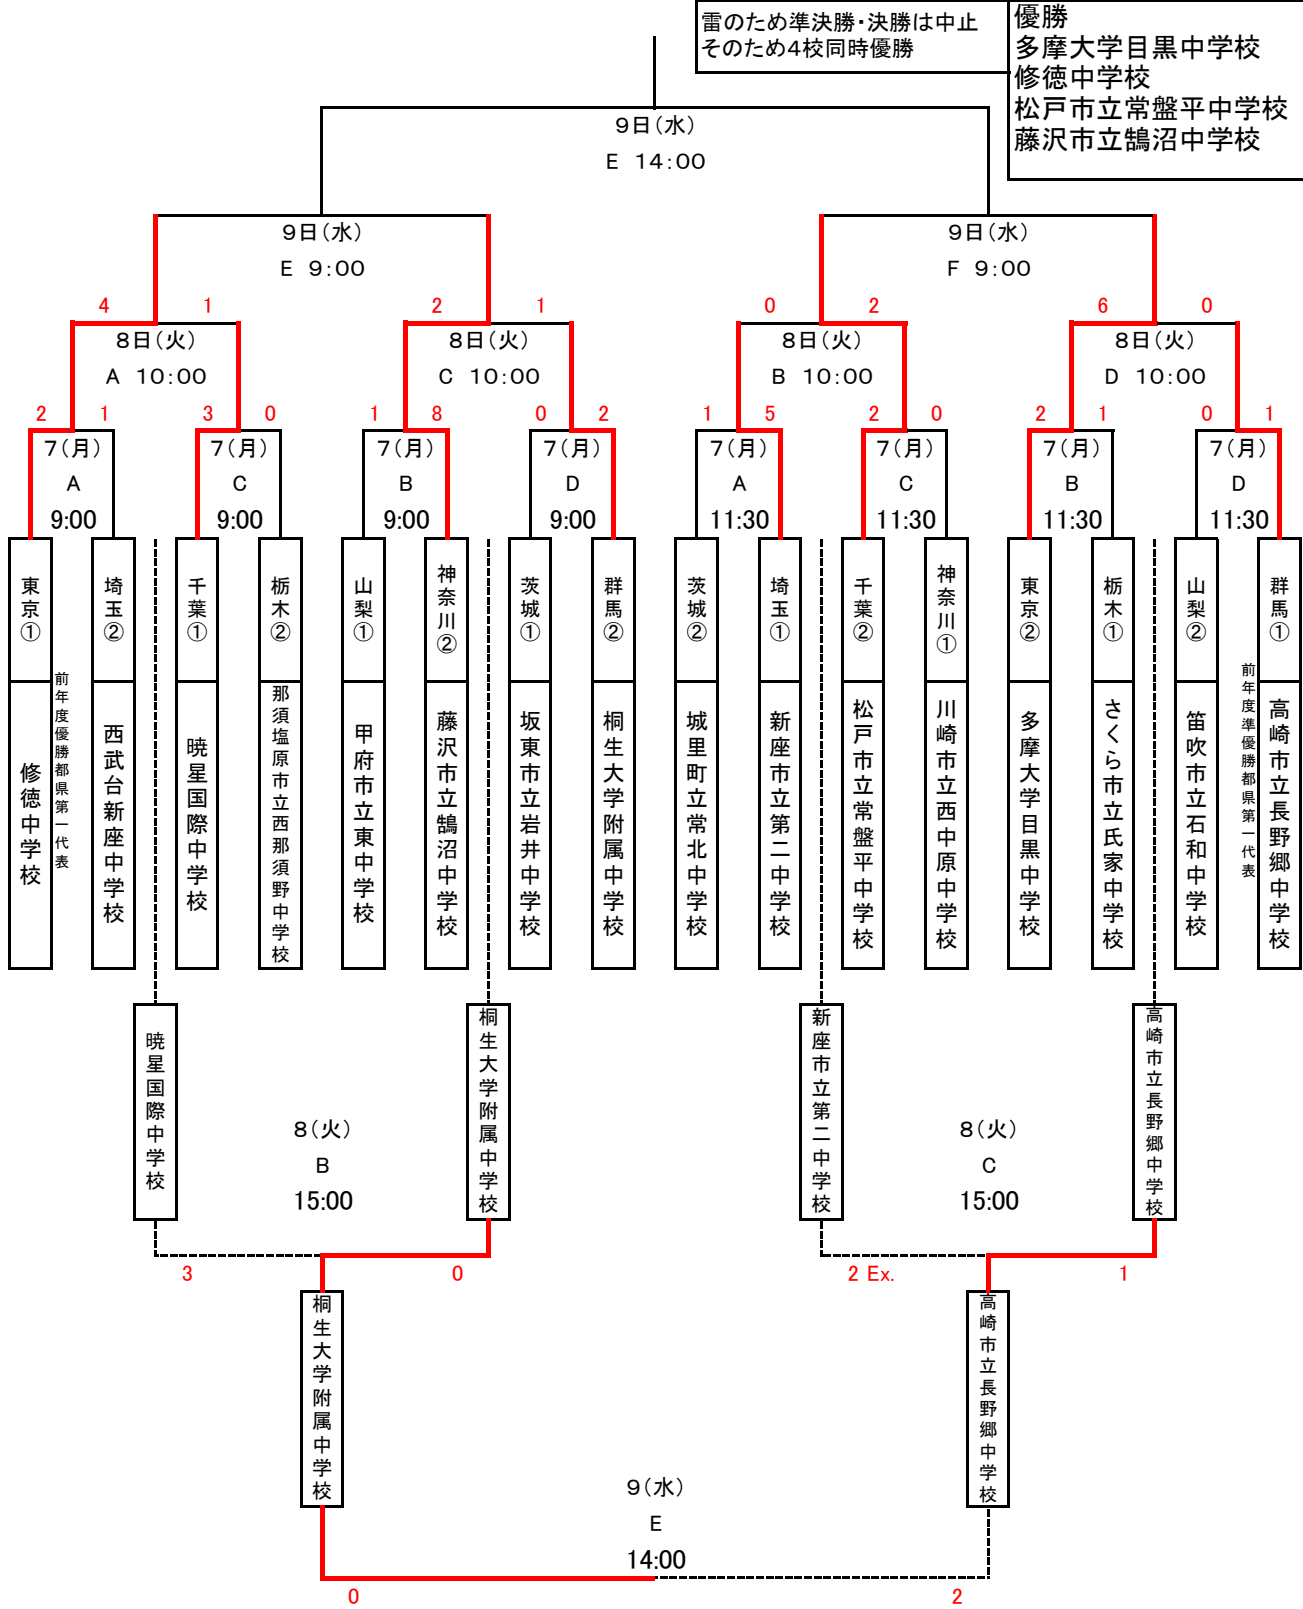 雷のため準決勝・決勝は中止
そのため4校同時優勝
優勝
多摩大学目黒中学校
修徳中学校
松戸市立常盤平中学校
藤沢市立鵠沼中学校
9日(水)
E 14:00
9日(水)
E 9:00
9日(水)
F 9:00
4 1 2 1 0 2 6 0
8日(火) 8日(火) 8日(火) 8日(火)
A 10:00 C 10:00 B 10:00 D 10:00
2 1 3 0 1 8 0 2 1 5 2 0 2 1 0 1
7(月) 7(月) 7(月) 7(月) 7(月) 7(月) 7(月) 7(月)
A C B D A C B D
9:00 9:00 9:00 9:00 11:30 11:30 11:30 11:30
東京①
埼玉②
千葉①
栃木②
山梨①
神奈川②
茨城①
群馬②
茨城②
埼玉①
千葉②
神奈川①
東京②
栃木①
山梨②
群馬①
修徳中学校
前年度優勝都県第一代表
西武台新座中学校
暁星国際中学校
那須塩原市立西那須野中学校
甲府市立東中学校
藤沢市立鵠沼中学校
坂東市立岩井中学校
桐生大学附属中学校
城里町立常北中学校
新座市立第二中学校
松戸市立常盤平中学校
川崎市立西中原中学校
多摩大学目黒中学校
さくら市立氏家中学校
笛吹市立石和中学校
前年度準優勝都県第一代表
高崎市立長野郷中学校
暁星国際中学校
桐生大学附属中学校
新座市立第二中学校
高崎市立長野郷中学校
8(火)
B
15:00
8(火)
C
15:00
3 0 2 Ex. 1
桐生大学附属中学校
高崎市立長野郷中学校
9(水)
E
14:00
0 2